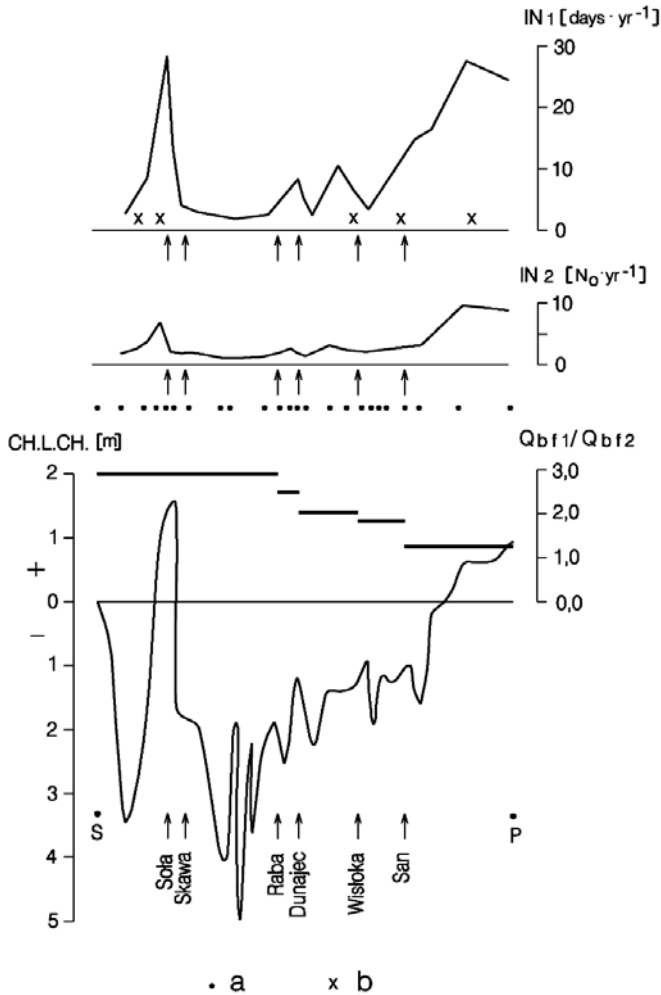 IN 1 [days · yr⁻¹]
30
20
10
0
x x x x x
IN 2 [Nₒ·yr⁻¹]
10
0
CH.L.CH. [m]
Qbf1/Qbf2
2
1
+
0
−
1
2
3
4
5
3,0
2,0
1,0
0,0
S
Soła
Skawa
Raba
Dunajec
Wisłoka
San
P
. a x b